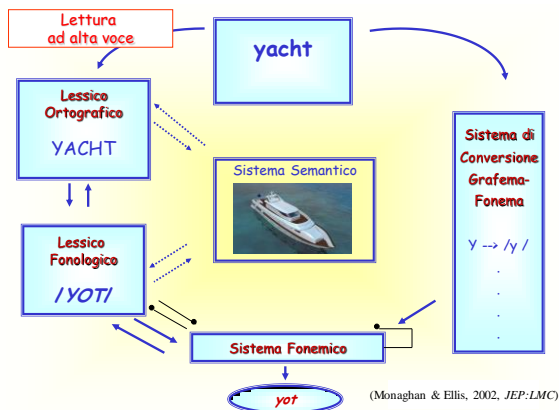 Lettura
ad alta voce
yacht
Lessico
Ortografico
YACHT
Sistema Semantico
Sistema di
Conversione
Grafema-
Fonema
Y --> /y /
.
.
.
.
Lessico
Fonologico
/YOT/
Sistema Fonemico
yot
(Monaghan & Ellis, 2002, JEP:LMC)